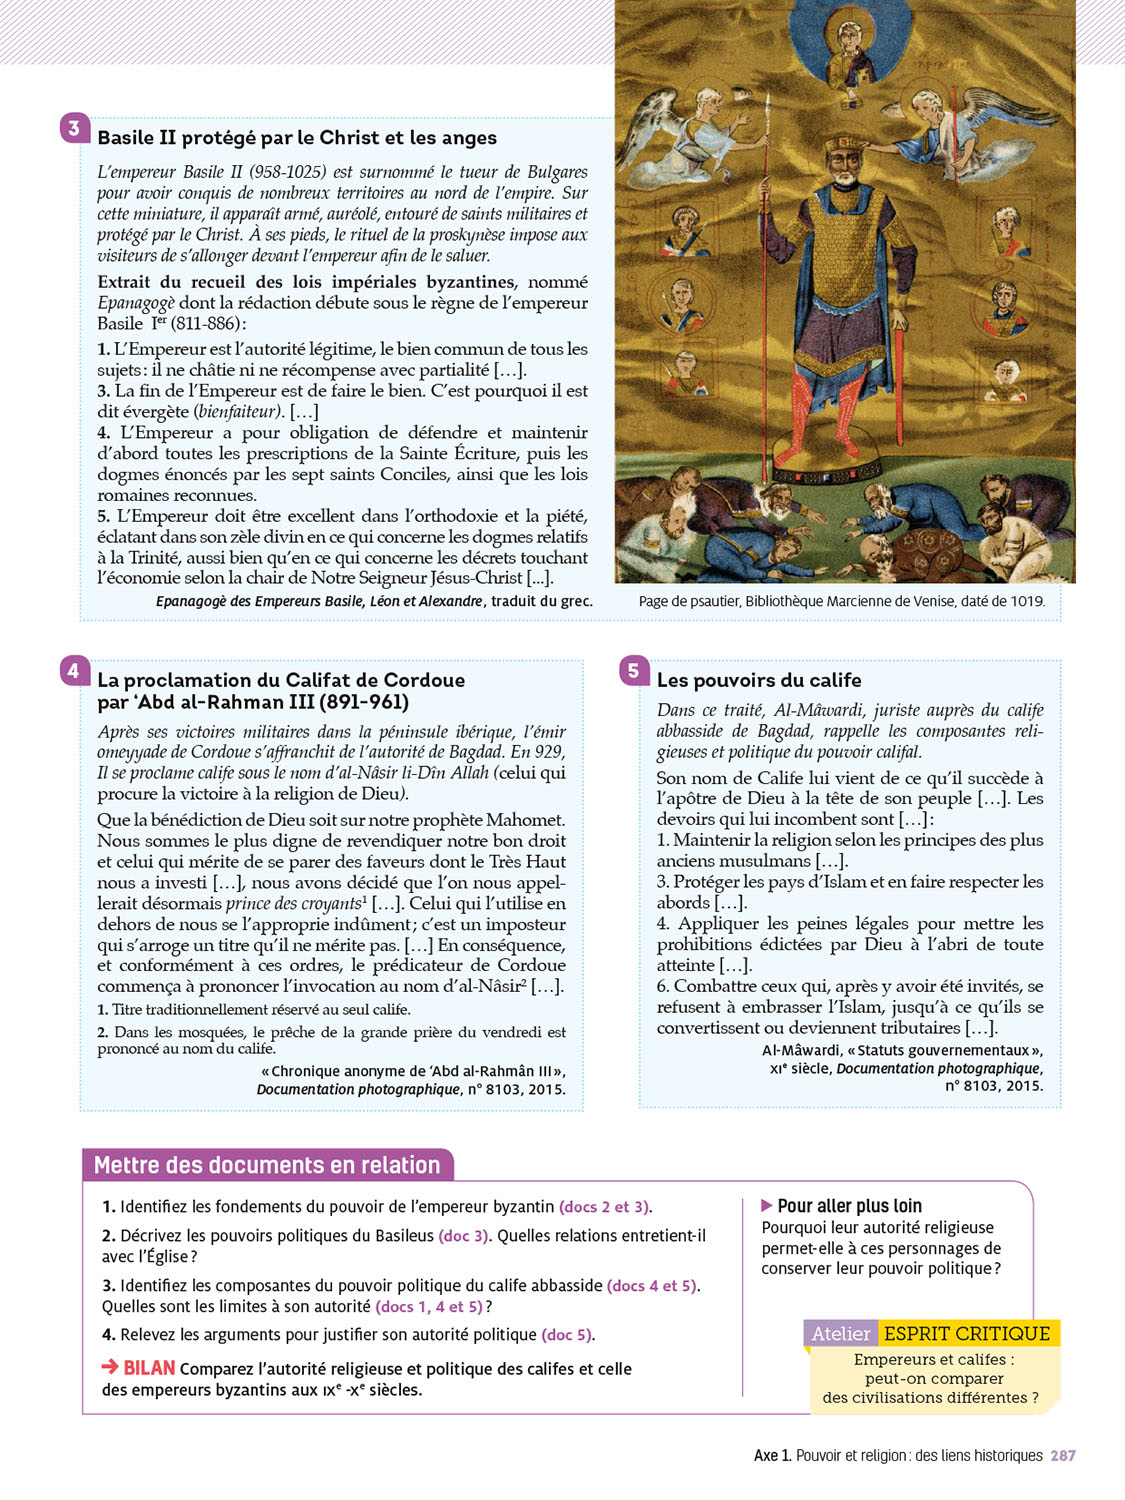 3
Basile II protégé par le Christ et les anges
L'empereur Basile II (958-1025) est surnommé le tueur de Bulgares
pour avoir conquis de nombreux territoires au nord de l'empire. Sur
cette miniature, il apparaît armé, auréolé, entouré de saints militaires et
protégé par le Christ. À ses pieds, le rituel de la proskynèse impose aux
visiteurs de s'allonger devant l'empereur afin de le saluer.
Extrait du recueil des lois impériales byzantines, nommé
Epanagogè dont la rédaction débute sous le règne de l'empereur
Basile Ier (811-886) :
1. L'Empereur est l'autorité légitime, le bien commun de tous les
sujets : il ne châtie ni ne récompense avec partialité [...].
3. La fin de l'Empereur est de faire le bien. C'est pourquoi il est
dit évergète (bienfaiteur). [...]
4. L'Empereur a pour obligation de défendre et maintenir
d'abord toutes les prescriptions de la Sainte Écriture, puis les
dogmes énoncés par les sept saints Conciles, ainsi que les lois
romaines reconnues.
5. L'Empereur doit être excellent dans l'orthodoxie et la piété,
éclatant dans son zèle divin en ce qui concerne les dogmes relatifs
à la Trinité, aussi bien qu'en ce qui concerne les décrets touchant
l'économie selon la chair de Notre Seigneur Jésus-Christ [...].
Epanagogè des Empereurs Basile, Léon et Alexandre, traduit du grec.
Page de psautier, Bibliothèque Marcienne de Venise, daté de 1019.
4
La proclamation du Califat de Cordoue
par ‘Abd al-Rahman III (891-961)
Après ses victoires militaires dans la péninsule ibérique, l'émir
omeyyade de Cordoue s'affranchit de l'autorité de Bagdad. En 929,
Il se proclame calife sous le nom d'al-Nâsir li-Dîn Allah (celui qui
procure la victoire à la religion de Dieu).
Que la bénédiction de Dieu soit sur notre prophète Mahomet.
Nous sommes le plus digne de revendiquer notre bon droit
et celui qui mérite de se parer des faveurs dont le Très Haut
nous a investi [...], nous avons décidé que l'on nous appel-
lerait désormais prince des croyants¹ [...]. Celui qui l'utilise en
dehors de nous se l'approprie indûment ; c'est un imposteur
qui s'arroge un titre qu'il ne mérite pas. [...] En conséquence,
et conformément à ces ordres, le prédicateur de Cordoue
commença à prononcer l'invocation au nom d'al-Nâsir² [...].
1. Titre traditionnellement réservé au seul calife.
2. Dans les mosquées, le prêche de la grande prière du vendredi est
prononcé au nom du calife.
« Chronique anonyme de ‘Abd al-Rahmân III »,
Documentation photographique, n° 8103, 2015.
5
Les pouvoirs du calife
Dans ce traité, Al-Mâwardi, juriste auprès du calife
abbasside de Bagdad, rappelle les composantes reli-
gieuses et politique du pouvoir califal.
Son nom de Calife lui vient de ce qu'il succède à
l'apôtre de Dieu à la tête de son peuple [...]. Les
devoirs qui lui incombent sont [...] :
1. Maintenir la religion selon les principes des plus
anciens musulmans [...].
3. Protéger les pays d'Islam et en faire respecter les
abords [...].
4. Appliquer les peines légales pour mettre les
prohibitions édictées par Dieu à l'abri de toute
atteinte [...].
6. Combattre ceux qui, après y avoir été invités, se
refusent à embrasser l'Islam, jusqu'à ce qu'ils se
convertissent ou deviennent tributaires [...].
Al-Mâwardi, « Statuts gouvernementaux »,
XIe siècle, Documentation photographique,
n° 8103, 2015.
Mettre des documents en relation
1. Identifiez les fondements du pouvoir de l'empereur byzantin (docs 2 et 3).
2. Décrivez les pouvoirs politiques du Basileus (doc 3). Quelles relations entretient-il
avec l'Église ?
3. Identifiez les composantes du pouvoir politique du calife abbasside (docs 4 et 5).
Quelles sont les limites à son autorité (docs 1, 4 et 5) ?
4. Relevez les arguments pour justifier son autorité politique (doc 5).
→ BILAN Comparez l'autorité religieuse et politique des califes et celle
des empereurs byzantins aux IXe -Xe siècles.
▶ Pour aller plus loin
Pourquoi leur autorité religieuse
permet-elle à ces personnages de
conserver leur pouvoir politique ?
Atelier ESPRIT CRITIQUE
Empereurs et califes :
peut-on comparer
des civilisations différentes ?
Axe 1. Pouvoir et religion : des liens historiques 287